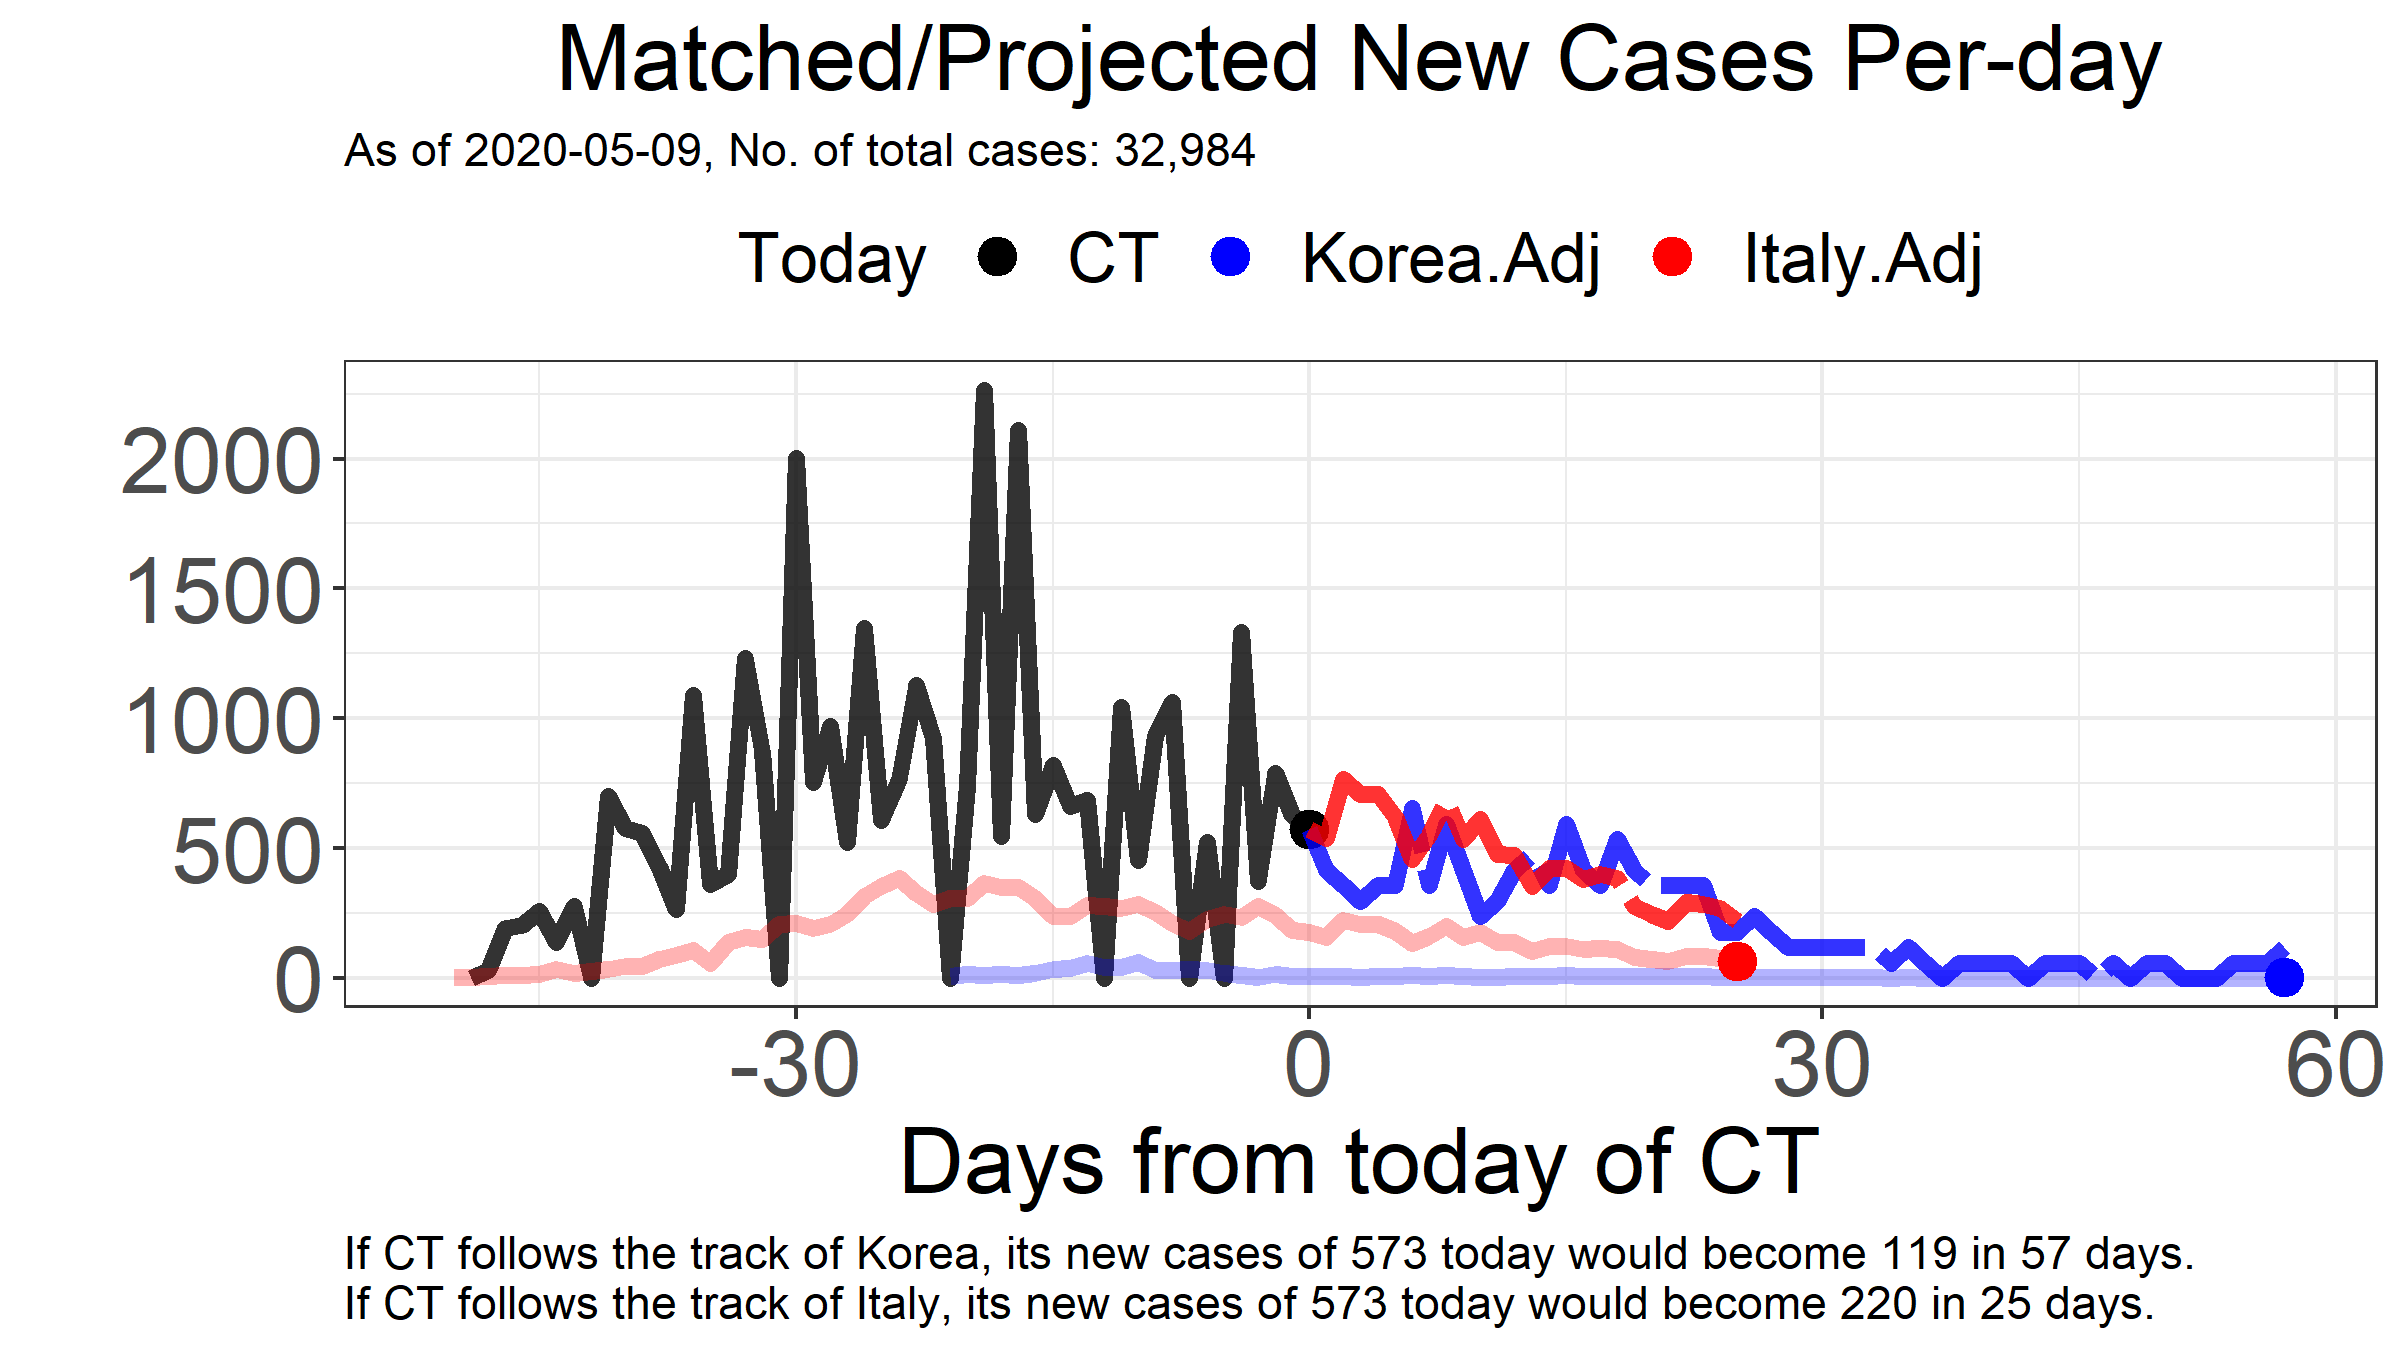 Matched/Projected New Cases Per-day
As of 2020-05-09, No. of total cases: 32,984
Today CT Korea.Adj Italy.Adj
2000
1500
1000
500
0
-30 0 30 60
Days from today of CT
If CT follows the track of Korea, its new cases of 573 today would become 119 in 57 days.
If CT follows the track of Italy, its new cases of 573 today would become 220 in 25 days.